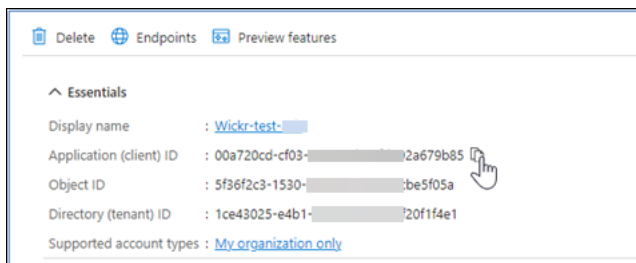 Delete Endpoints Preview features
Essentials
Display name : Wickr-test-
Application (client) ID : 00a720cd-cf03- 2a679b85
Object ID : 5f36f2c3-1530- be5f05a
Directory (tenant) ID : 1ce43025-e4b1- f20f1f4e1
Supported account types : My organization only